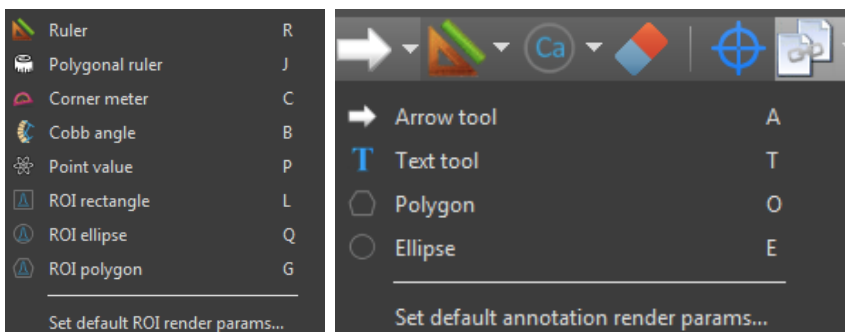 Ruler R
Polygonal ruler J
Corner meter C
Cobb angle B
Point value P
ROI rectangle L
ROI ellipse Q
ROI polygon G
Set default ROI render params...
Ca
Arrow tool A
T Text tool T
Polygon O
Ellipse E
Set default annotation render params...